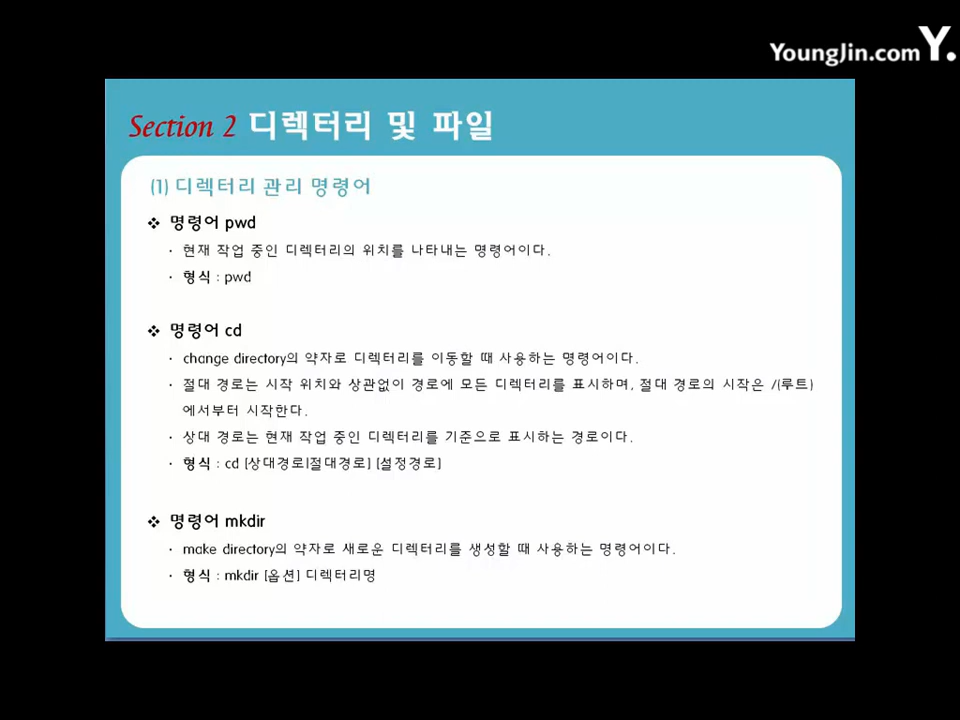 YoungJin.com Y.
Section 2 디렉터리 및 파일
(1) 디렉터리 관리 명령어
❖ 명령어 pwd
· 현재 작업 중인 디렉터리의 위치를 나타내는 명령어이다.
· 형식 : pwd
❖ 명령어 cd
· change directory의 약자로 디렉터리를 이동할 때 사용하는 명령어이다.
· 절대 경로는 시작 위치와 상관없이 경로에 모든 디렉터리를 표시하며, 절대 경로의 시작은 /(루트)
에서부터 시작한다.
· 상대 경로는 현재 작업 중인 디렉터리를 기준으로 표시하는 경로이다.
· 형식 : cd [상대경로|절대경로] [설정경로]
❖ 명령어 mkdir
· make directory의 약자로 새로운 디렉터리를 생성할 때 사용하는 명령어이다.
· 형식 : mkdir [옵션] 디렉터리명